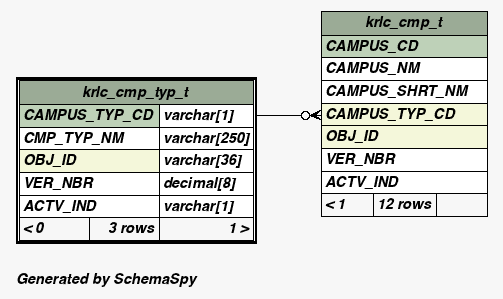 krlc_cmp_typ_t
CAMPUS_TYP_CD varchar[1]
CMP_TYP_NM varchar[250]
OBJ_ID varchar[36]
VER_NBR decimal[8]
ACTV_IND varchar[1]
< 0 3 rows 1 >
krlc_cmp_t
CAMPUS_CD
CAMPUS_NM
CAMPUS_SHRT_NM
CAMPUS_TYP_CD
OBJ_ID
VER_NBR
ACTV_IND
< 1 12 rows
Generated by SchemaSpy